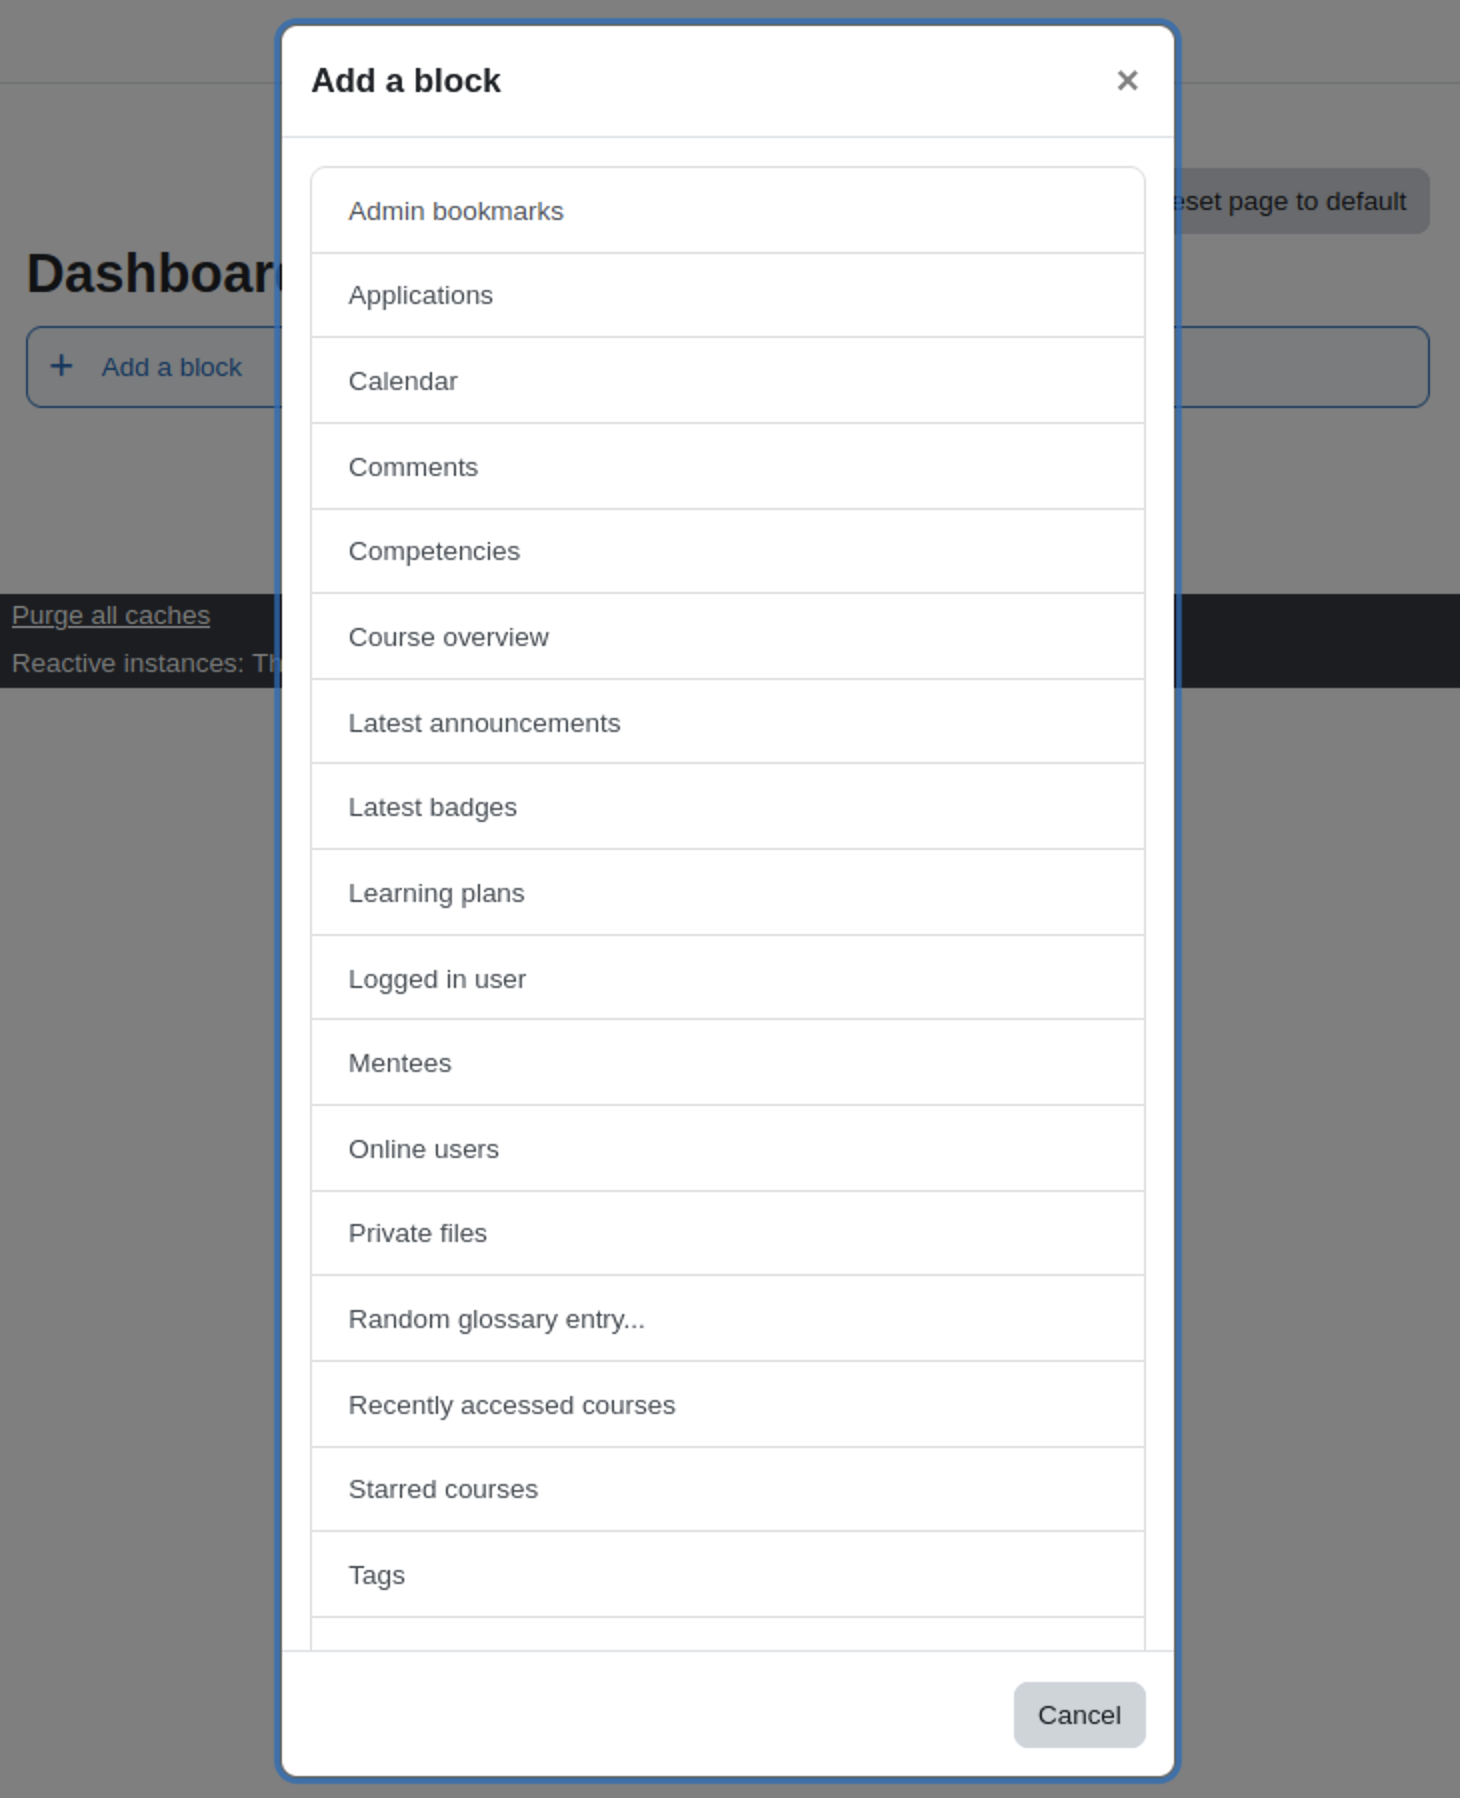 Add a block
×
Admin bookmarks
Applications
Calendar
Comments
Competencies
Course overview
Latest announcements
Latest badges
Learning plans
Logged in user
Mentees
Online users
Private files
Random glossary entry...
Recently accessed courses
Starred courses
Tags
Cancel
eset page to default
Dashboar
+ Add a block
Purge all caches
Reactive instances: Th